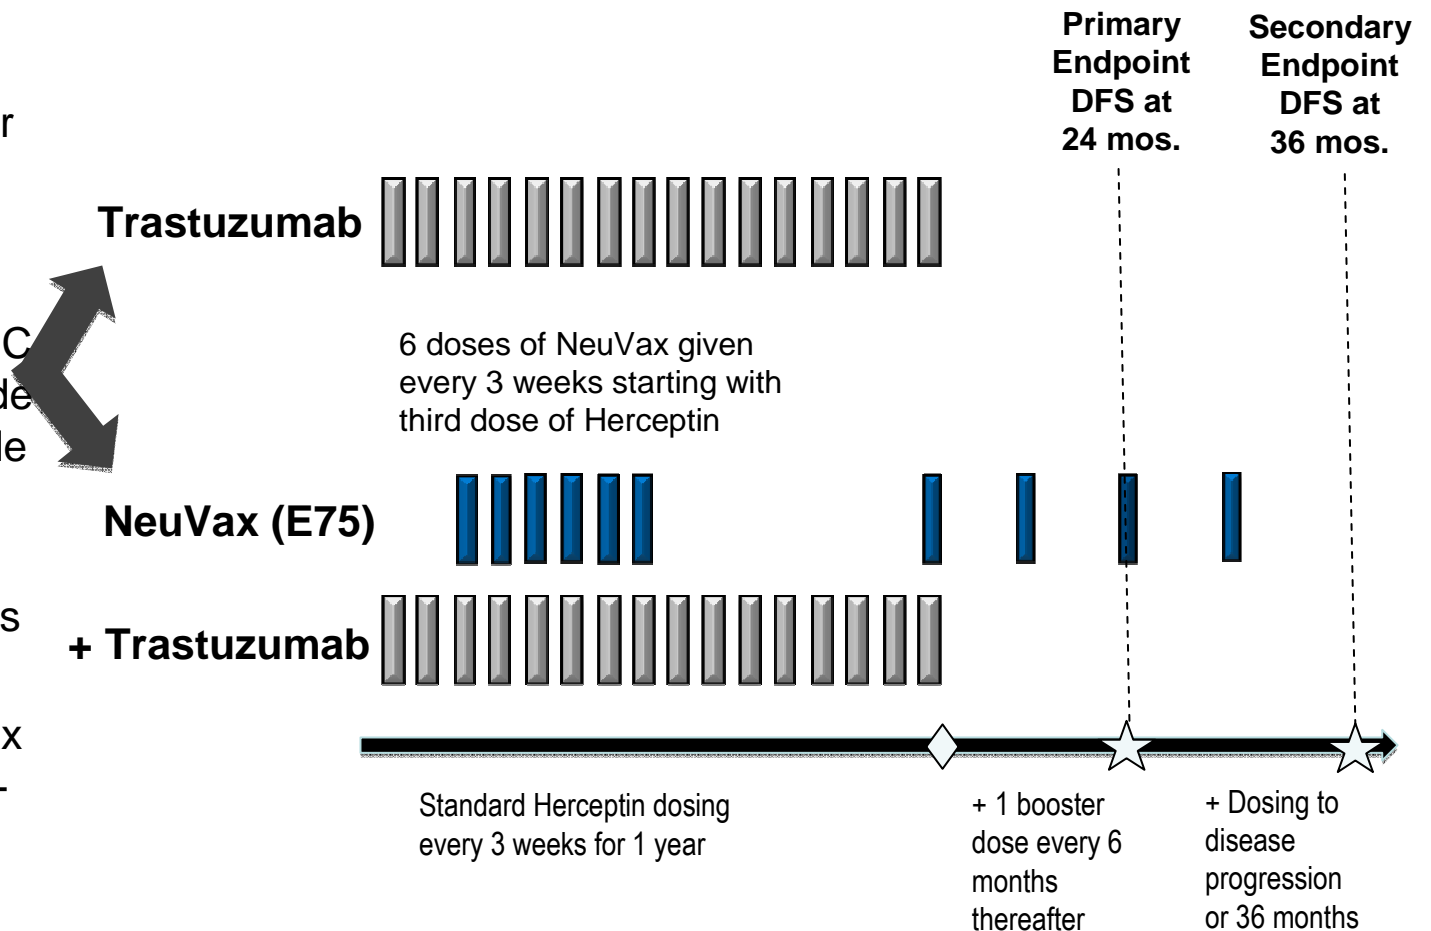 Primary
Endpoint
DFS at
24 mos.
Secondary
Endpoint
DFS at
36 mos.
r
Trastuzumab
C
de
le
6 doses of NeuVax given
every 3 weeks starting with
third dose of Herceptin
NeuVax (E75)
s
+ Trastuzumab
x
-
Standard Herceptin dosing
every 3 weeks for 1 year
+ 1 booster
dose every 6
months
thereafter
+ Dosing to
disease
progression
or 36 months